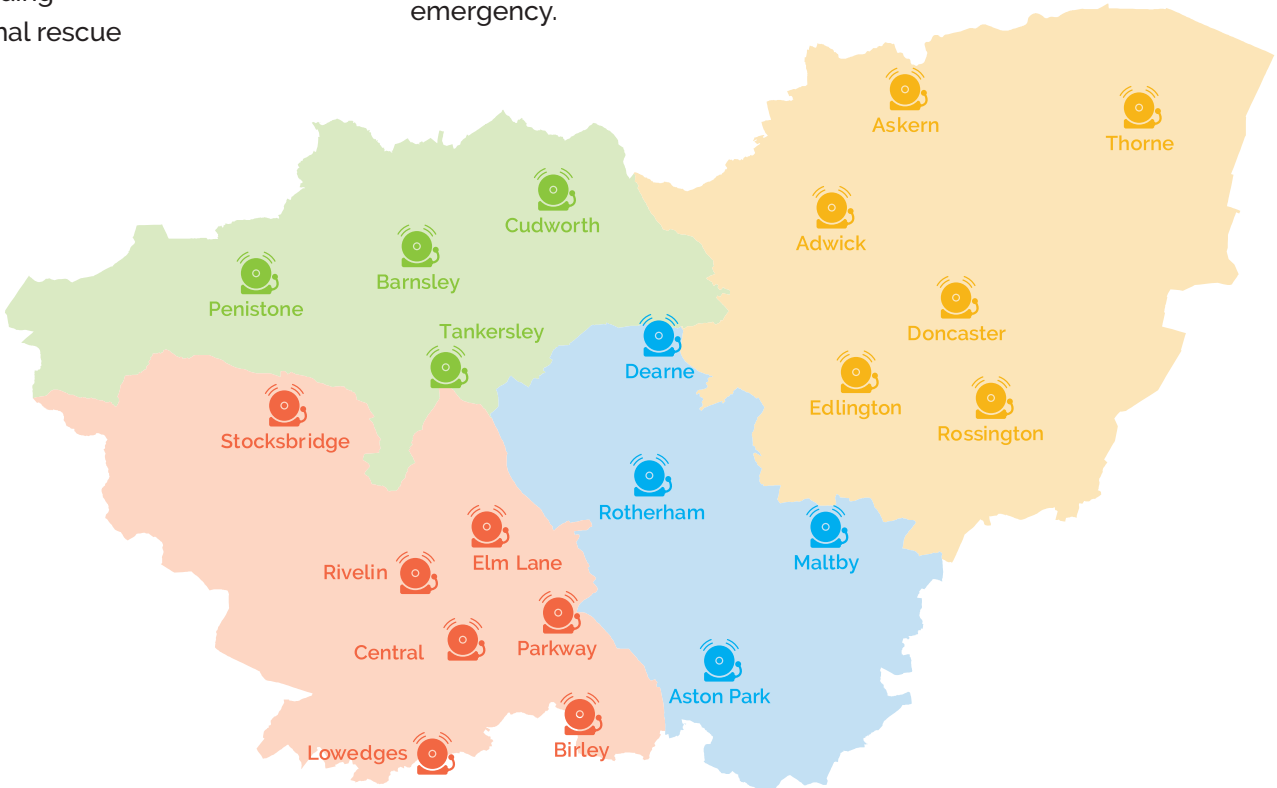 nal rescue
emergency.
Askern
Thorne
Cudworth
Adwick
Barnsley
Penistone
Tankersley
Doncaster
Dearne
Edlington
Rossington
Stocksbridge
Rotherham
Elm Lane
Maltby
Rivelin
Central
Parkway
Aston Park
Lowedges
Birley